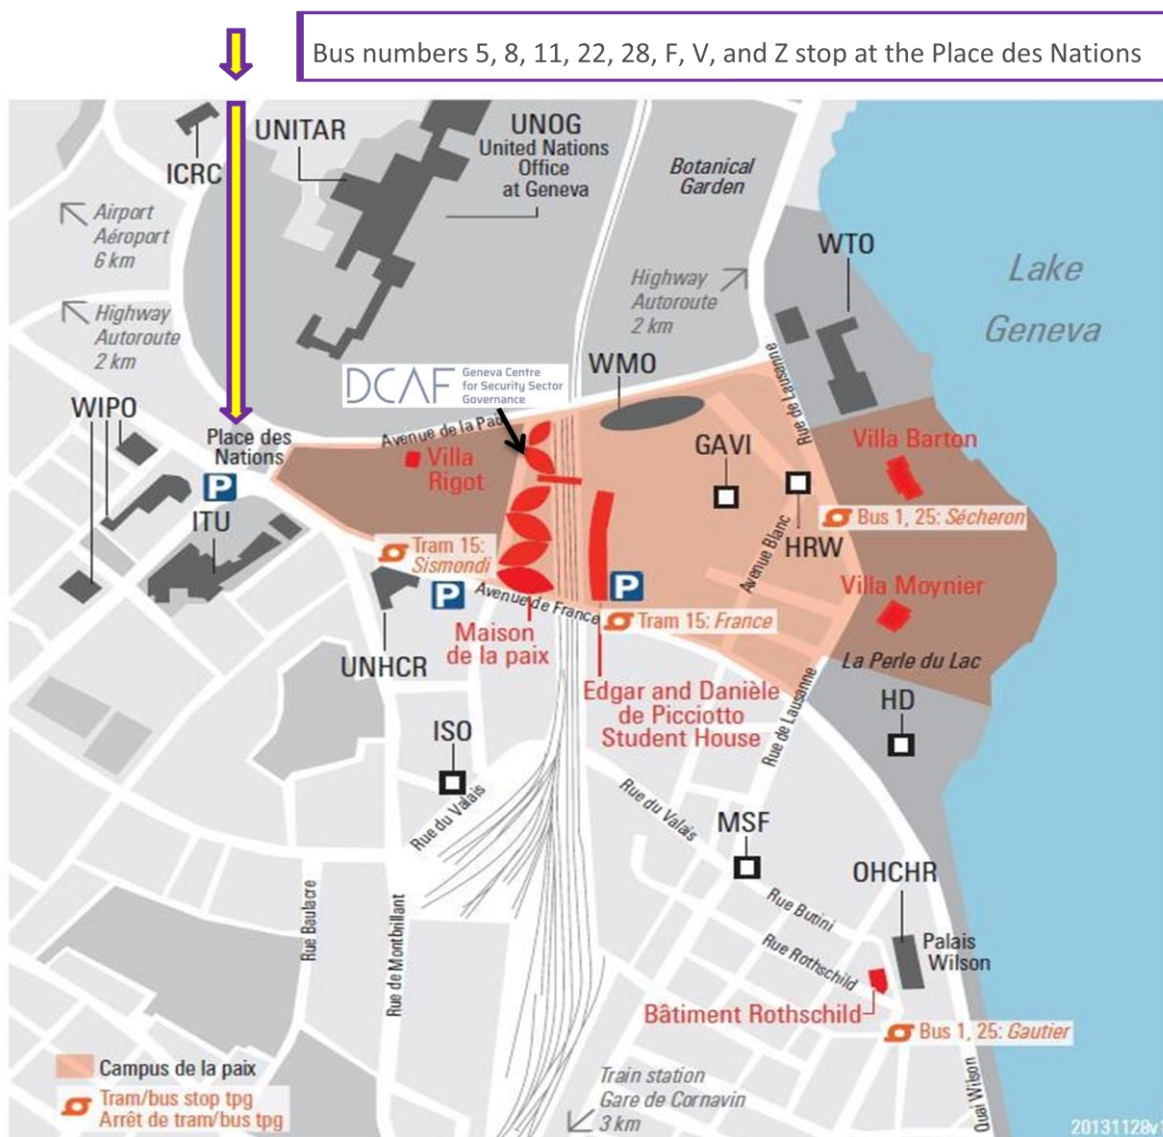 Bus numbers 5, 8, 11, 22, 28, F, V, and Z stop at the Place des Nations
ICRC
UNITAR
UNOG
United Nations
Office
at Geneva
Botanical
Garden
Airport
Aéroport
6 km
WTO
Lake
Geneva
Highway
Autoroute
2 km
Highway
Autoroute
2 km
DCAF
Geneva Centre
for Security Sector
Governance
WMO
Rue de Lausanne
WIPO
Place des
Nations
P
Avenue de la Pa
Villa
Rigot
GAVI
Villa Barton
ITU
Bus 1, 25: Sécheron
HRW
Avenue Blanc
Tram 15:
Sismondi
P
P
Villa Moynier
Avenue de France
Tram 15: France
Maison
de la paix
UNHCR
La Perle du Lac
Edgar and Danièle
de Picciotto
Student House
Rue de Lausanne
HD
ISO
Rue du Valais
Rue du Valais
MSF
OHCHR
Rue Butini
Rue Rothschild
Palais
Wilson
Rue Baulacre
Rue de Montbrillant
Bâtiment Rothschild
Bus 1, 25: Gautier
Quai Wilson
Campus de la paix
Tram/bus stop tpg
Arrêt de tram/bus tpg
Train station
Gare de Cornavin
3 km
20131128v